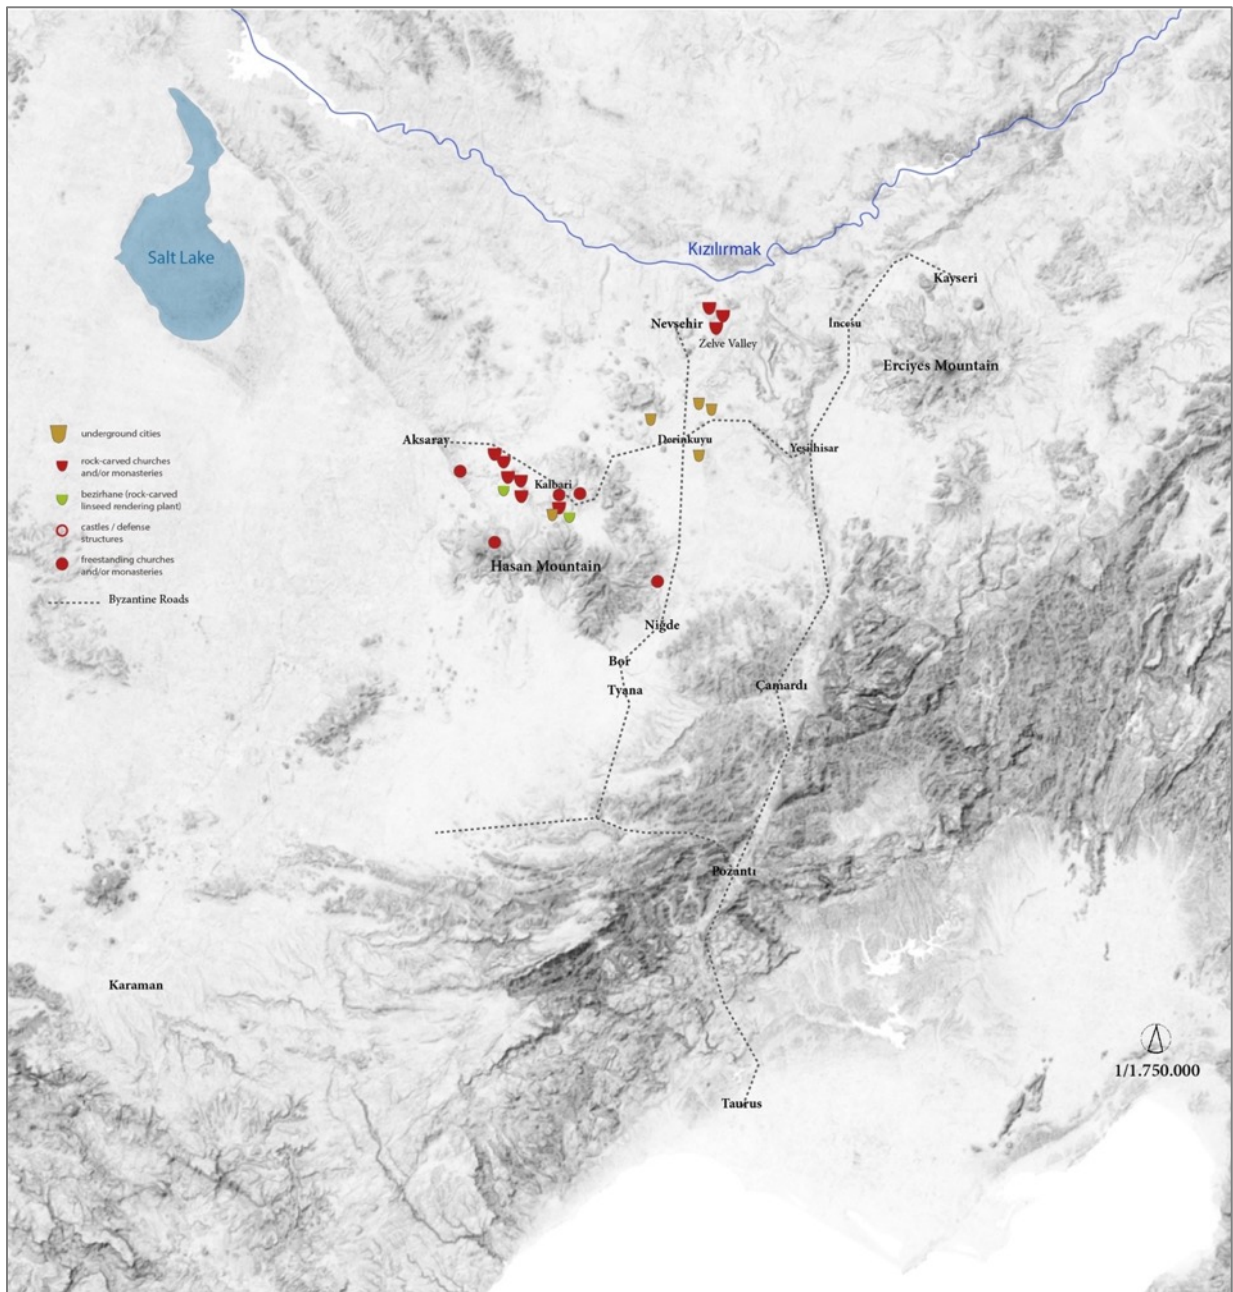 Kızılırmak
Salt Lake
Kayseri
Nevşehir
İncesu
Zelve Valley
Erciyes Mountain
underground cities
Aksaray
Derinkuyu
Yeşilhisar
rock-carved churches
and/or monasteries
Kalbari
bezirhane (rock-carved
linseed rendering plant)
castles / defense
structures
freestanding churches
and/or monasteries
Hasan Mountain
Byzantine Roads
Niğde
Bor
Tyana
Çamardı
Pozantı
Karaman
1/1.750.000
Taurus